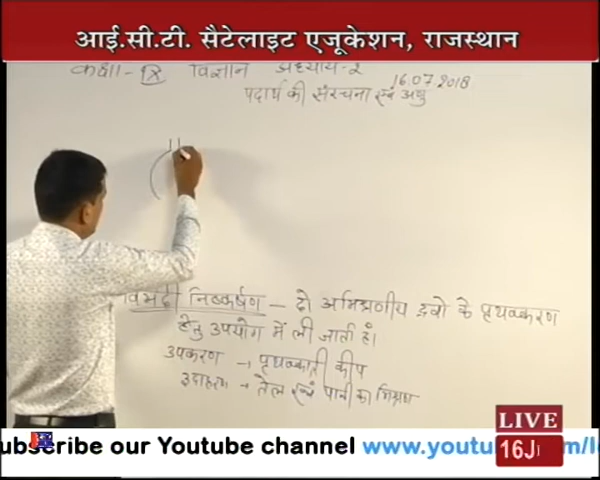 आई.सी.टी. सैटेलाइट एजूकेशन, राजस्थान
कक्षा - IX विज्ञान अध्याय-2
16.07.2018
पदार्थ की संरचना एवं अणु
विभेदी निष्कर्षण — दो अमिश्रणीय द्रवो के पृथक्करण
हेतु उपयोग में ली जाती है।
उपकरण → पृथक्कारी कीप
उदाहरण → तेल एवं पानी का मिश्रण
LIVE
16J
ubscribe our Youtube channel www.youtu
m/l